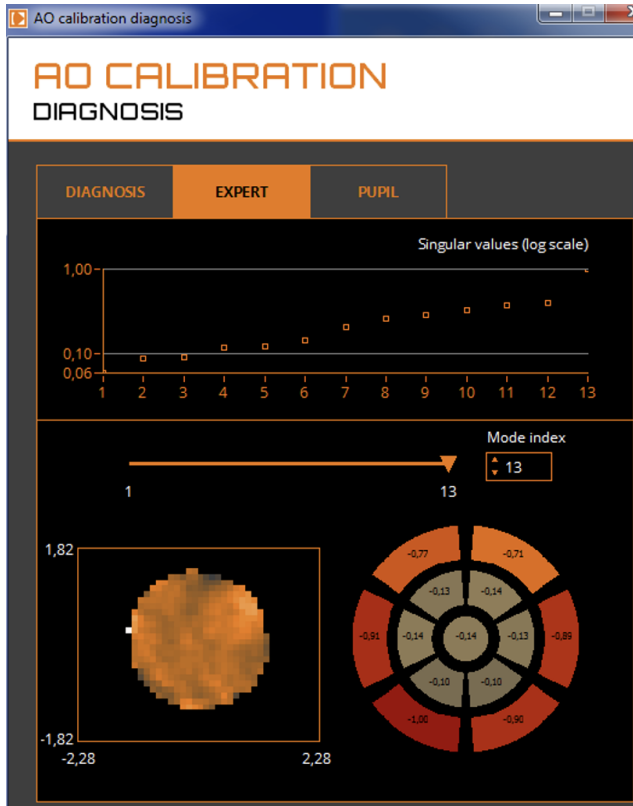 AO calibration diagnosis
AO CALIBRATION
DIAGNOSIS
DIAGNOSIS EXPERT PUPIL
Singular values (log scale)
1,00
0,10
0,06
1 2 3 4 5 6 7 8 9 10 11 12 13
Mode index
13
1 13
1,82
-1,82
-2,28 2,28
-0,77 -0,71
-0,13 -0,14
-0,91 -0,14 -0,14 -0,13 -0,89
-0,10 -0,10
-1,00 -0,90